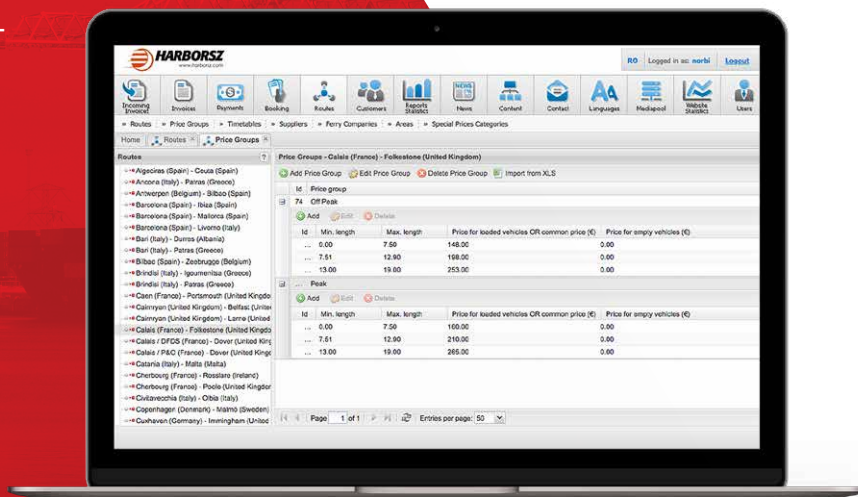 HARBORSZ
www.harborsz.com
RO Logged in as: norbi Logout
Incoming Invoices
Invoices
Payments
Booking
Routes
Customers
Reports Statistics
News
Content
Contact
Languages
Mediapool
Website Statistics
Users
» Routes » Price Groups » Timetables » Suppliers » Ferry Companies » Areas » Special Prices Categories
Home Routes Price Groups
Routes
Algeciras (Spain) - Ceuta (Spain)
Ancona (Italy) - Patras (Greece)
Antwerpen (Belgium) - Bilbao (Spain)
Barcelona (Spain) - Ibiza (Spain)
Barcelona (Spain) - Mallorca (Spain)
Barcelona (Spain) - Livorno (Italy)
Bari (Italy) - Durres (Albania)
Bari (Italy) - Patras (Greece)
Bilbao (Spain) - Zeebrugge (Belgium)
Brindisi (Italy) - Igoumenitsa (Greece)
Brindisi (Italy) - Patras (Greece)
Caen (France) - Portsmouth (United Kingdo
Cairnryan (United Kingdom) - Belfast (Unite
Cairnryan (United Kingdom) - Larne (United
Calais (France) - Folkestone (United Kingdo
Calais / DFDS (France) - Dover (United King
Calais / P&O (France) - Dover (United Kingd
Catania (Italy) - Malta (Malta)
Cherbourg (France) - Rosslare (Ireland)
Cherbourg (France) - Poole (United Kingdor
Civitavecchia (Italy) - Olbia (Italy)
Copenhagen (Denmark) - Malmo (Sweden)
Cuxhaven (Germany) - Immingham (United
Price Groups - Calais (France) - Folkestone (United Kingdom)
Add Price Group Edit Price Group Delete Price Group Import from XLS
Id Price group
74 Off Peak
Add Edit Delete
Id Min. length Max. length Price for loaded vehicles OR common price (€) Price for empty vehicles (€)
... 0.00 7.50 148.00 0.00
... 7.51 12.90 198.00 0.00
... 13.00 19.00 253.00 0.00
... Peak
Add Edit Delete
Id Min. length Max. length Price for loaded vehicles OR common price (€) Price for empty vehicles (€)
... 0.00 7.50 160.00 0.00
... 7.51 12.90 210.00 0.00
... 13.00 19.00 265.00 0.00
Page 1 of 1 Entries per page: 50